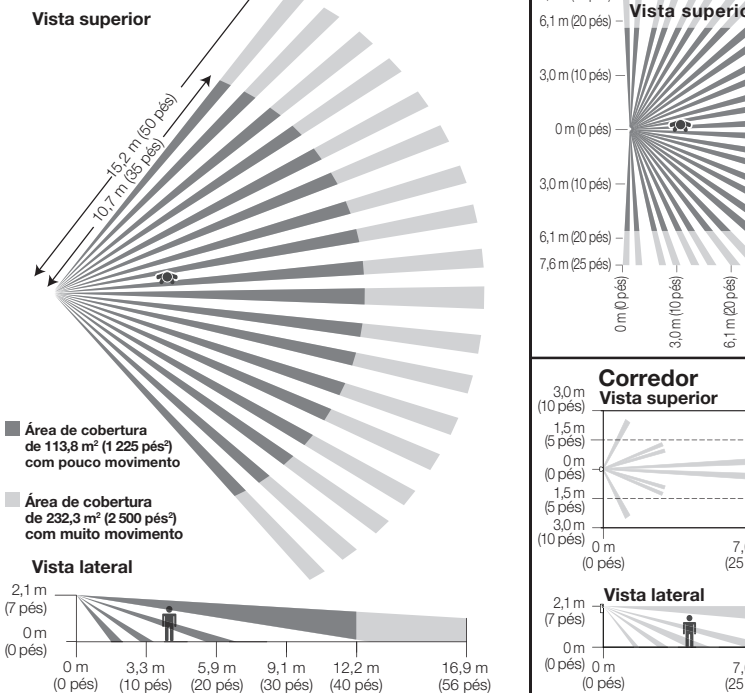 Vista superior
15,2 m (50 pés)
10,7 m (35 pés)
Área de cobertura
de 113,8 m² (1 225 pés²)
com pouco movimento
Área de cobertura
de 232,3 m² (2 500 pés²)
com muito movimento
Vista lateral
2,1 m
(7 pés)
0 m
(0 pés)
0 m
(0 pés)
3,3 m
(10 pés)
5,9 m
(20 pés)
9,1 m
(30 pés)
12,2 m
(40 pés)
16,9 m
(56 pés)
Vista superio
6,1 m (20 pés)
3,0 m (10 pés)
0 m (0 pés)
3,0 m (10 pés)
6,1 m (20 pés)
7,6 m (25 pés)
0 m (0 pés)
3,0 m (10 pés)
6,1 m (20 pés)
Corredor
Vista superior
3,0 m
(10 pés)
1,5 m
(5 pés)
0 m
(0 pés)
1,5 m
(5 pés)
3,0 m
(10 pés)
0 m
(0 pés)
7,
(25
Vista lateral
2,1 m
(7 pés)
0 m
(0 pés)
0 m
(0 pés)
7,
(25